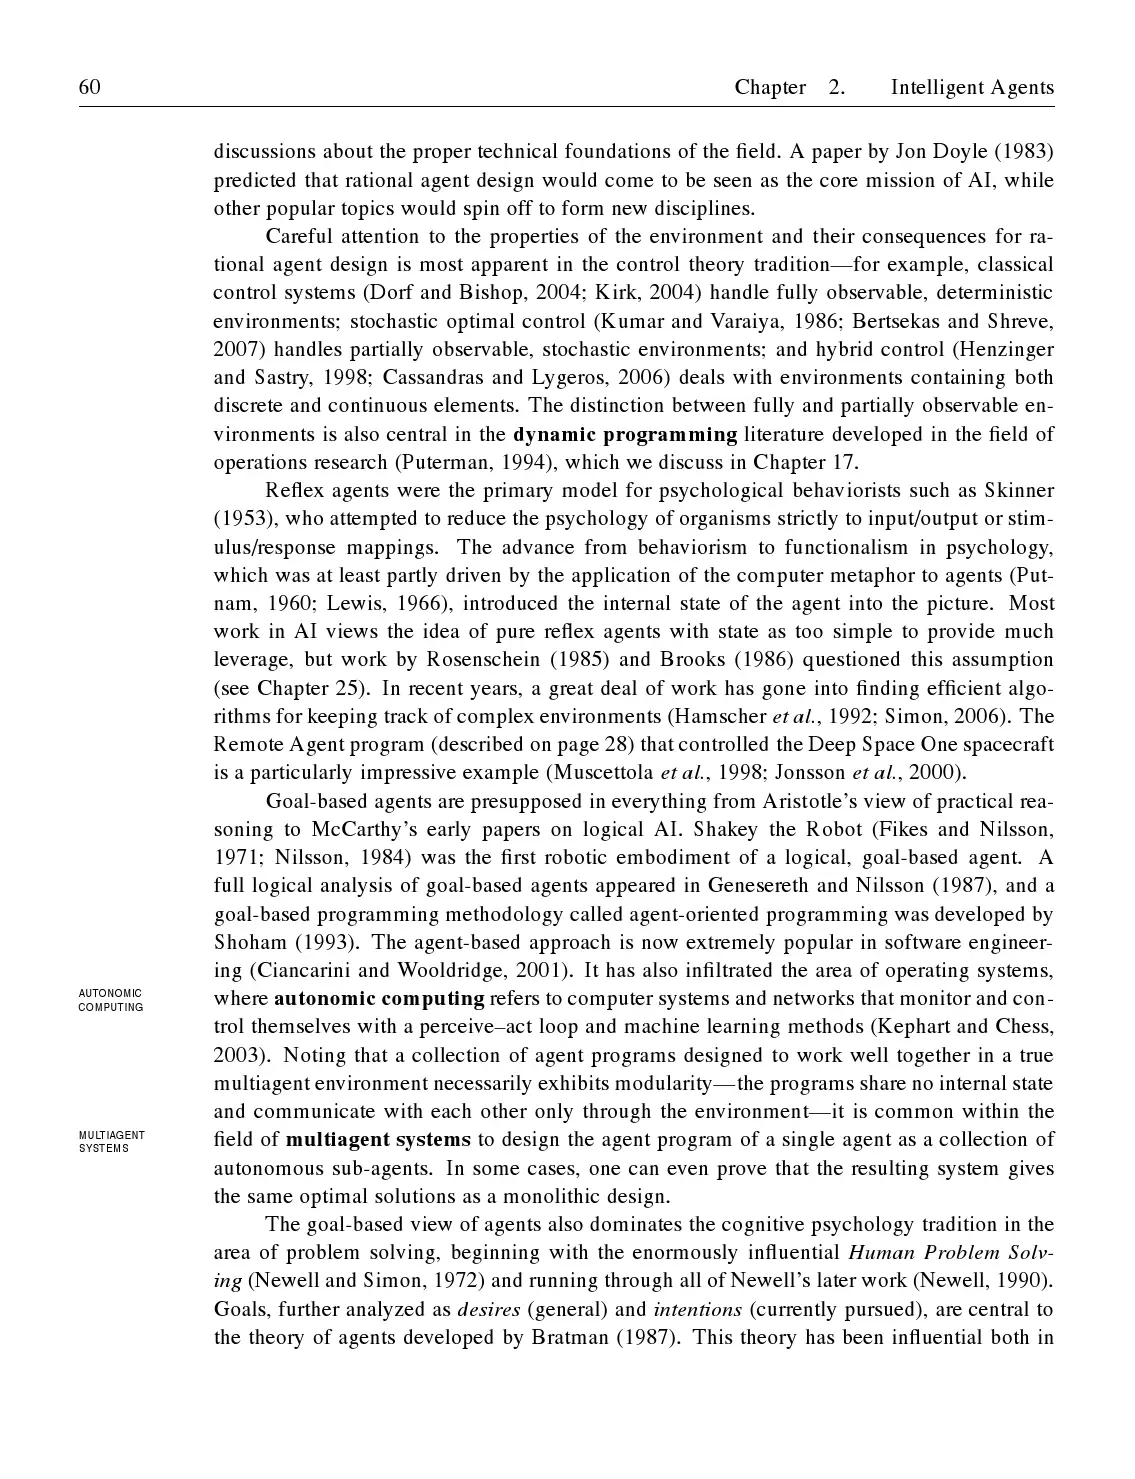 60 Chapter 2. Intelligent Agents
discussions about the proper technical foundations of the field. A paper by Jon Doyle (1983)
predicted that rational agent design would come to be seen as the core mission of AI, while
other popular topics would spin off to form new disciplines.
Careful attention to the properties of the environment and their consequences for ra-
tional agent design is most apparent in the control theory tradition—for example, classical
control systems (Dorf and Bishop, 2004; Kirk, 2004) handle fully observable, deterministic
environments; stochastic optimal control (Kumar and Varaiya, 1986; Bertsekas and Shreve,
2007) handles partially observable, stochastic environments; and hybrid control (Henzinger
and Sastry, 1998; Cassandras and Lygeros, 2006) deals with environments containing both
discrete and continuous elements. The distinction between fully and partially observable en-
vironments is also central in the dynamic programming literature developed in the field of
operations research (Puterman, 1994), which we discuss in Chapter 17.
Reflex agents were the primary model for psychological behaviorists such as Skinner
(1953), who attempted to reduce the psychology of organisms strictly to input/output or stim-
ulus/response mappings. The advance from behaviorism to functionalism in psychology,
which was at least partly driven by the application of the computer metaphor to agents (Put-
nam, 1960; Lewis, 1966), introduced the internal state of the agent into the picture. Most
work in AI views the idea of pure reflex agents with state as too simple to provide much
leverage, but work by Rosenschein (1985) and Brooks (1986) questioned this assumption
(see Chapter 25). In recent years, a great deal of work has gone into finding efficient algo-
rithms for keeping track of complex environments (Hamscher et al., 1992; Simon, 2006). The
Remote Agent program (described on page 28) that controlled the Deep Space One spacecraft
is a particularly impressive example (Muscettola et al., 1998; Jonsson et al., 2000).
Goal-based agents are presupposed in everything from Aristotle's view of practical rea-
soning to McCarthy's early papers on logical AI. Shakey the Robot (Fikes and Nilsson,
1971; Nilsson, 1984) was the first robotic embodiment of a logical, goal-based agent. A
full logical analysis of goal-based agents appeared in Genesereth and Nilsson (1987), and a
goal-based programming methodology called agent-oriented programming was developed by
Shoham (1993). The agent-based approach is now extremely popular in software engineer-
ing (Ciancarini and Wooldridge, 2001). It has also infiltrated the area of operating systems,
AUTONOMIC
COMPUTING
where autonomic computing refers to computer systems and networks that monitor and con-
trol themselves with a perceive–act loop and machine learning methods (Kephart and Chess,
2003). Noting that a collection of agent programs designed to work well together in a true
multiagent environment necessarily exhibits modularity—the programs share no internal state
and communicate with each other only through the environment—it is common within the
MULTIAGENT
SYSTEMS
field of multiagent systems to design the agent program of a single agent as a collection of
autonomous sub-agents. In some cases, one can even prove that the resulting system gives
the same optimal solutions as a monolithic design.
The goal-based view of agents also dominates the cognitive psychology tradition in the
area of problem solving, beginning with the enormously influential Human Problem Solv-
ing (Newell and Simon, 1972) and running through all of Newell's later work (Newell, 1990).
Goals, further analyzed as desires (general) and intentions (currently pursued), are central to
the theory of agents developed by Bratman (1987). This theory has been influential both in